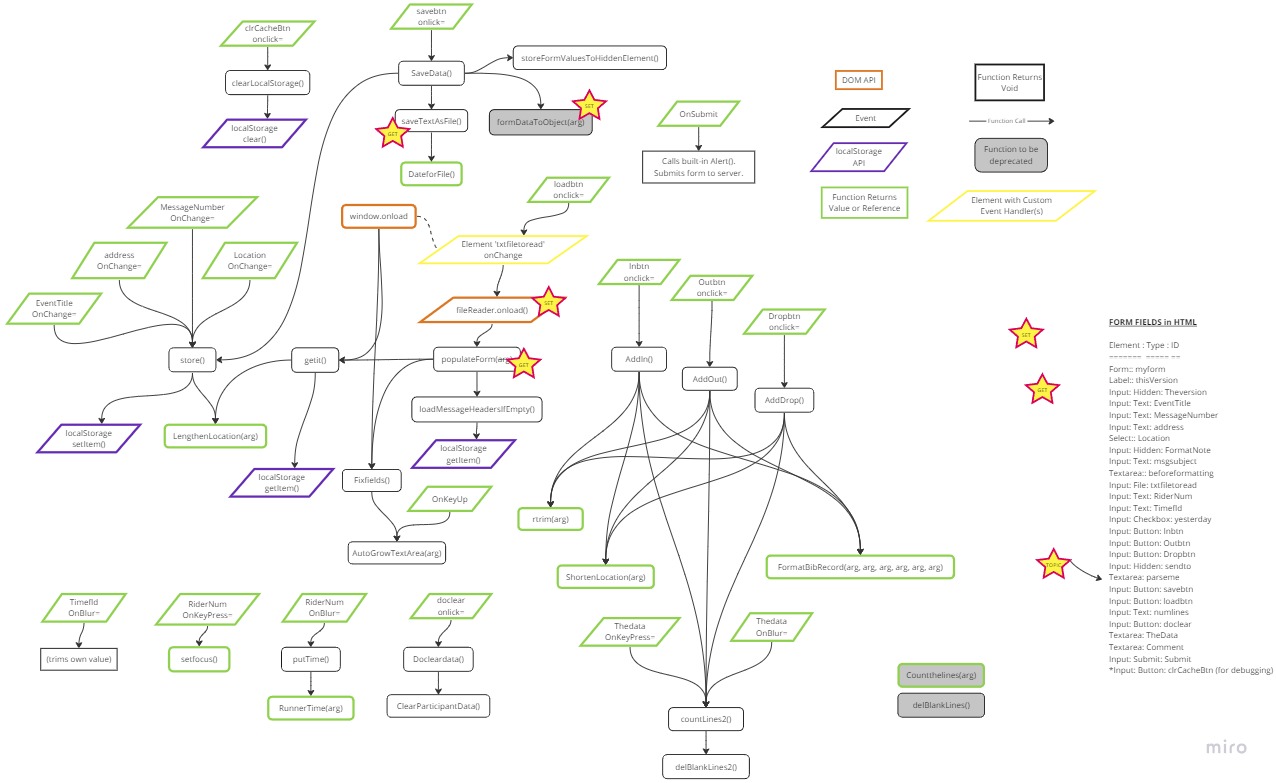 savebtn
onlick=
clrCacheBtn
onclick=
storeFormValuesToHiddenElement()
SaveData()
clearLocalStorage()
SET
saveTextAsFile()
formDataToObject(arg)
GET
localStorage
clear()
DateforFile()
OnSubmit
Calls built-in Alert().
Submits form to server.
DOM API
Function Returns
Void
Event
Function Call
localStorage
API
Function to be
deprecated
Function Returns
Value or Reference
Element with Custom
Event Handler(s)
loadbtn
onclick=
MessageNumber
OnChange=
window.onload
address
OnChange=
Location
OnChange=
Element 'txtfiletoread'
onChange
EventTitle
OnChange=
fileReader.onload()
GET
store()
getit()
populateForm(arg)
GET
loadMessageHeadersIfEmpty()
localStorage
setItem()
LengthenLocation(arg)
localStorage
getItem()
localStorage
getItem()
Fixfields()
OnKeyUp
AutoGrowTextArea(arg)
Inbtn
onclick=
Outbtn
onclick=
Dropbtn
onclick=
AddIn()
AddOut()
AddDrop()
rtrim(arg)
ShortenLocation(arg)
FormatBibRecord(arg, arg, arg, arg, arg, arg)
TimefId
OnBlur=
RiderNum
OnKeyPress=
RiderNum
OnBlur=
doclear
onlick=
(trims own value)
setfocus()
putTime()
Docleardata()
RunnerTime(arg)
ClearParticipantData()
Thedata
OnKeyPress=
Thedata
OnBlur=
countLines2()
delBlankLines2()
Countthelines(arg)
delBlankLines()
SET
GET
TOPIC
FORM FIELDS in HTML
Element : Type : ID
======= ===== ==
Form:: myform
Label:: thisVersion
Input: Hidden: Theversion
Input: Text: EventTitle
Input: Text: MessageNumber
Input: Text: address
Select:: Location
Input: Hidden: FormatNote
Input: Text: msgsubject
Textarea:: beforeformatting
Input: File: txtfiletoread
Input: Text: RiderNum
Input: Text: Timefld
Input: Checkbox: yesterday
Input: Button: Inbtn
Input: Button: Outbtn
Input: Button: Dropbtn
Input: Hidden: sendto
Textarea: parseme
Input: Button: savebtn
Input: Button: loadbtn
Input: Text: numlines
Input: Button: doclear
Textarea: TheData
Textarea: Comment
Input: Submit: Submit
*Input: Button: clrCacheBtn (for debugging)
miro